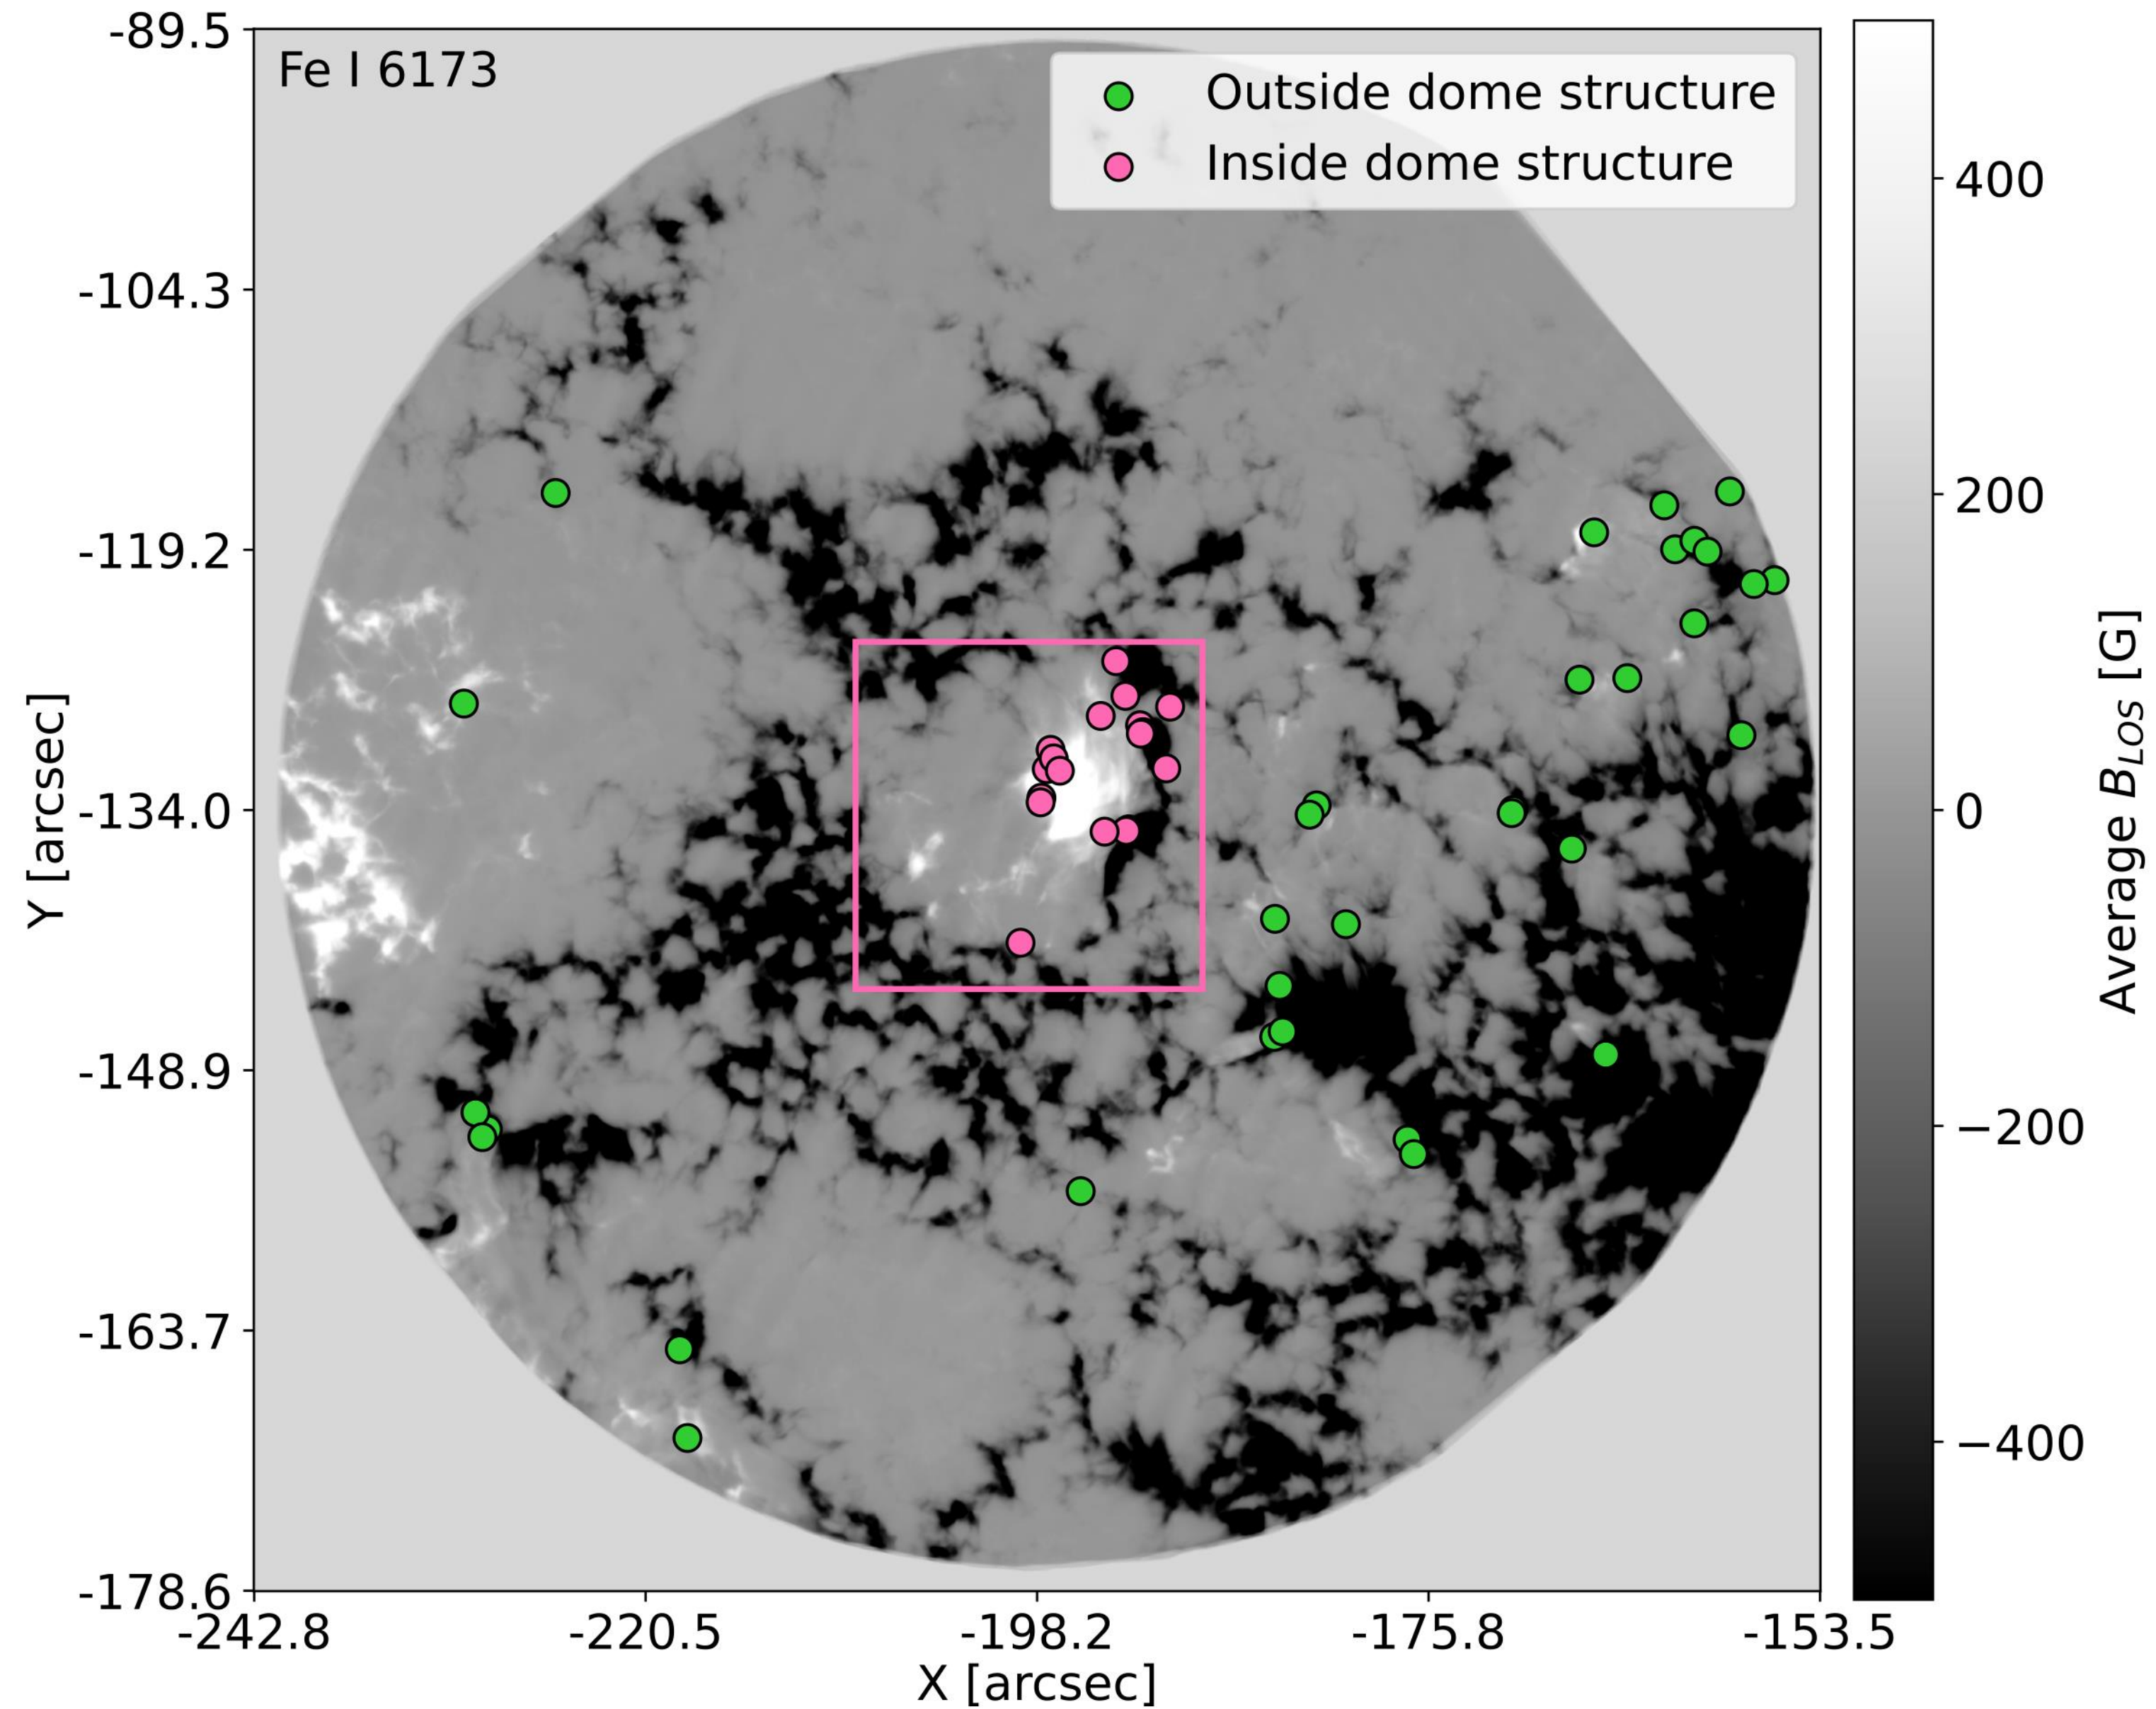 Fe I 6173
Outside dome structure
Inside dome structure
-89.5
-104.3
-119.2
-134.0
-148.9
-163.7
-178.6
Y [arcsec]
-242.8
-220.5
-198.2
-175.8
-153.5
X [arcsec]
400
200
0
−200
−400
Average B_LOS [G]